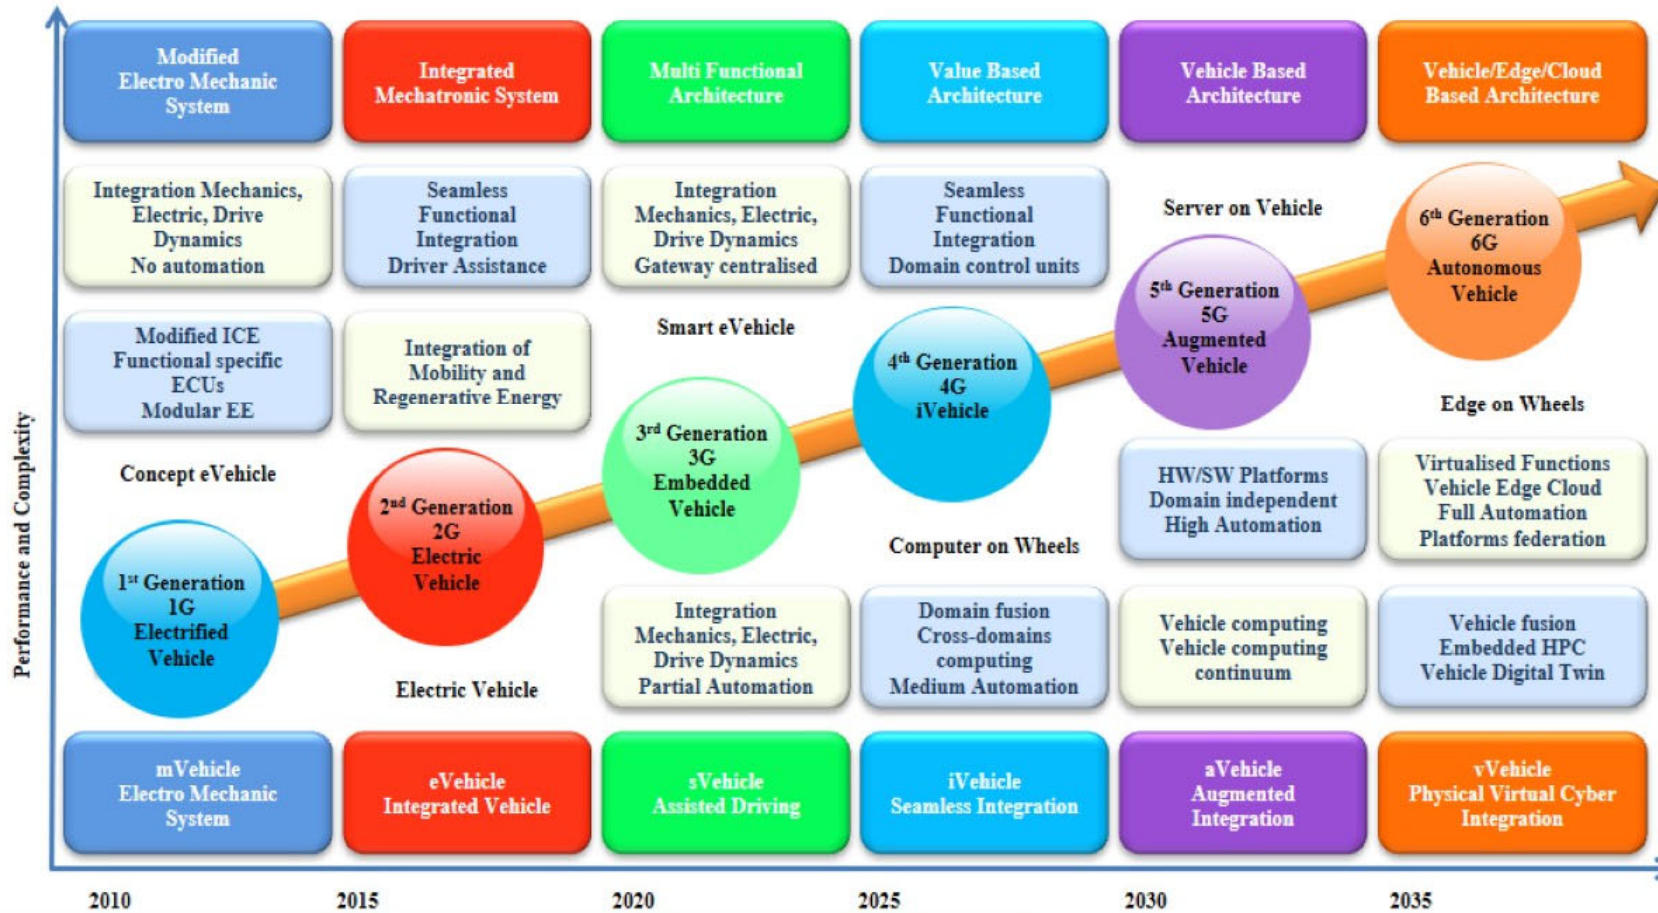 Modified
Electro Mechanic
System
Integrated
Mechatronic System
Multi Functional
Architecture
Value Based
Architecture
Vehicle Based
Architecture
Vehicle/Edge/Cloud
Based Architecture
Integration Mechanics,
Electric, Drive
Dynamics
No automation
Seamless
Functional
Integration
Driver Assistance
Integration
Mechanics, Electric,
Drive Dynamics
Gateway centralised
Seamless
Functional
Integration
Domain control units
Server on Vehicle
6th Generation
6G
Autonomous
Vehicle
Modified ICE
Functional specific
ECUs
Modular EE
Integration of
Mobility and
Regenerative Energy
Smart eVehicle
4th Generation
4G
iVehicle
5th Generation
5G
Augmented
Vehicle
Edge on Wheels
Concept eVehicle
2nd Generation
2G
Electric
Vehicle
3rd Generation
3G
Embedded
Vehicle
Computer on Wheels
HW/SW Platforms
Domain independent
High Automation
Virtualised Functions
Vehicle Edge Cloud
Full Automation
Platforms federation
1st Generation
1G
Electrified
Vehicle
Electric Vehicle
Integration
Mechanics, Electric,
Drive Dynamics
Partial Automation
Domain fusion
Cross-domains
computing
Medium Automation
Vehicle computing
Vehicle computing
continuum
Vehicle fusion
Embedded HPC
Vehicle Digital Twin
mVehicle
Electro Mechanic
System
eVehicle
Integrated Vehicle
sVehicle
Assisted Driving
iVehicle
Seamless Integration
aVehicle
Augmented
Integration
vVehicle
Physical Virtual Cyber
Integration
Performance and Complexity
2010
2015
2020
2025
2030
2035